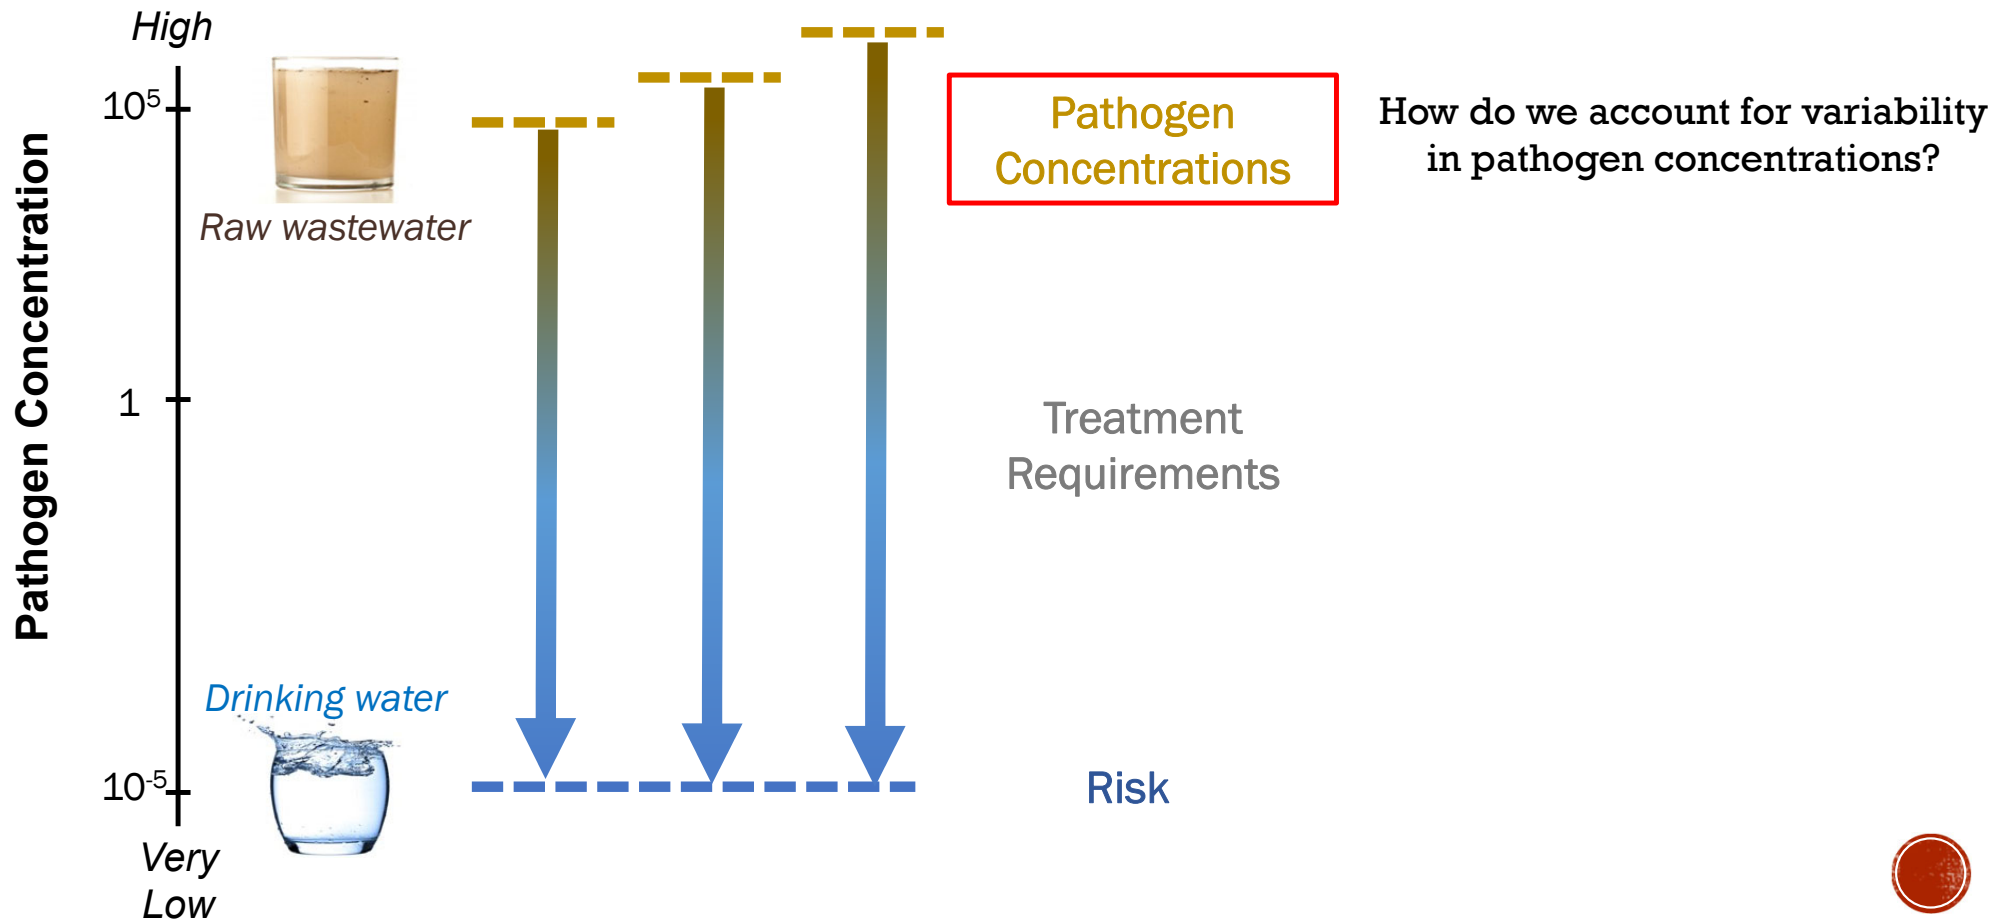 High
10⁵
Raw wastewater
Pathogen
Concentrations
How do we account for variability
in pathogen concentrations?
Pathogen Concentration
1
Treatment
Requirements
Drinking water
10⁻⁵
Risk
Very
Low